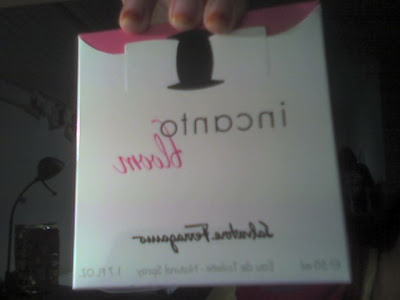 incanto
bloom
Salvatore Ferragamo
℮ 50 ml Eau de Toilette - Natural Spray 1.7 FL. OZ.